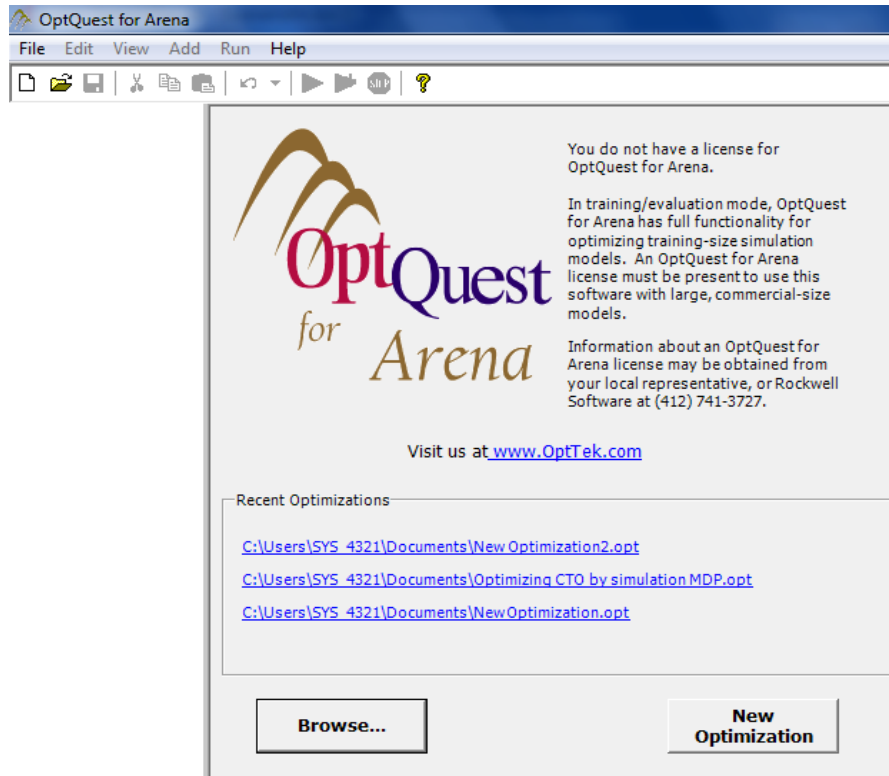 OptQuest for Arena
File Edit View Add Run Help
STOP
OptQuest
for
Arena
You do not have a license for
OptQuest for Arena.
In training/evaluation mode, OptQuest
for Arena has full functionality for
optimizing training-size simulation
models. An OptQuest for Arena
license must be present to use this
software with large, commercial-size
models.
Information about an OptQuest for
Arena license may be obtained from
your local representative, or Rockwell
Software at (412) 741-3727.
Visit us at www.OptTek.com
Recent Optimizations
C:\Users\SYS_4321\Documents\New Optimization2.opt
C:\Users\SYS_4321\Documents\Optimizing CTO by simulation MDP.opt
C:\Users\SYS_4321\Documents\New Optimization.opt
Browse...
New
Optimization